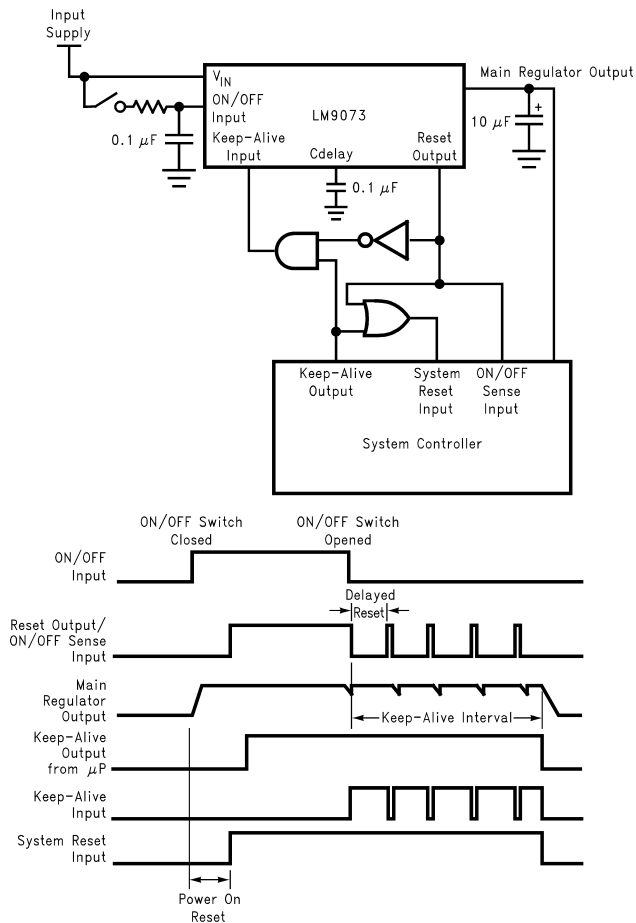 Input
Supply
VIN
ON/OFF
Input
Keep-Alive
Input
LM9073
Cdelay
Reset
Output
Main Regulator Output
+
10 μF
0.1 μF
0.1 μF
Keep-Alive
Output
System
Reset
Input
ON/OFF
Sense
Input
System Controller
ON/OFF Switch
Closed
ON/OFF Switch
Opened
ON/OFF
Input
Delayed
Reset
Reset Output/
ON/OFF Sense
Input
Main
Regulator
Output
Keep-Alive Interval
Keep-Alive
Output
from μP
Keep-Alive
Input
System Reset
Input
Power On
Reset